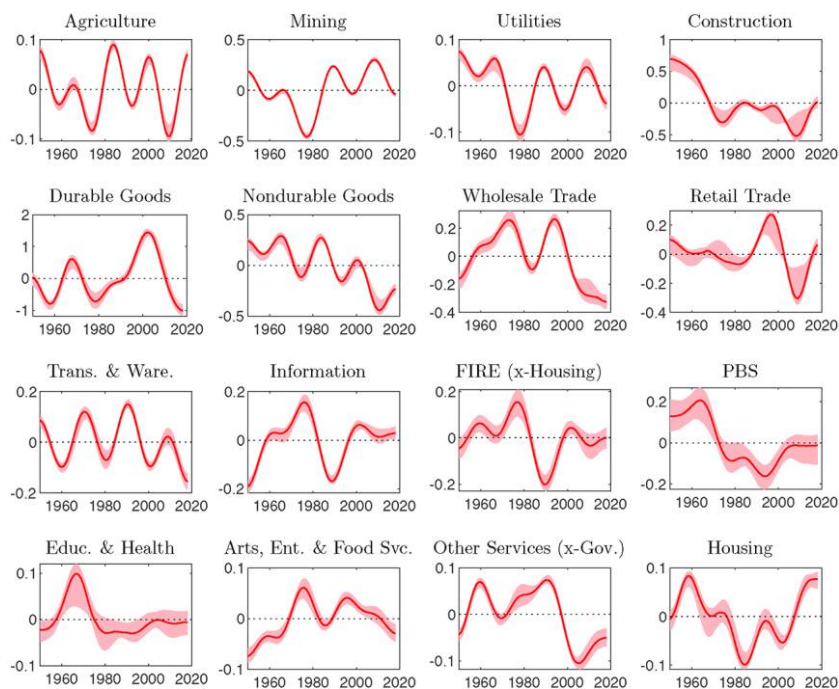 Agriculture
Mining
Utilities
Construction
0.1
0
-0.1
1960 1980 2000 2020
0.5
0
-0.5
1960 1980 2000 2020
0.1
0
-0.1
1960 1980 2000 2020
1
0.5
0
-0.5
1960 1980 2000 2020
Durable Goods
Nondurable Goods
Wholesale Trade
Retail Trade
2
1
0
-1
1960 1980 2000 2020
0.5
0
-0.5
1960 1980 2000 2020
0.2
0
-0.2
-0.4
1960 1980 2000 2020
0.2
0
-0.2
-0.4
1960 1980 2000 2020
Trans. & Ware.
Information
FIRE (x-Housing)
PBS
0.2
0
-0.2
1960 1980 2000 2020
0.2
0
-0.2
1960 1980 2000 2020
0.2
0
-0.2
1960 1980 2000 2020
0.2
0
-0.2
1960 1980 2000 2020
Educ. & Health
Arts, Ent. & Food Svc.
Other Services (x-Gov.)
Housing
0.1
0
-0.1
1960 1980 2000 2020
0.1
0
-0.1
1960 1980 2000 2020
0.1
0
-0.1
1960 1980 2000 2020
0.1
0
-0.1
1960 1980 2000 2020